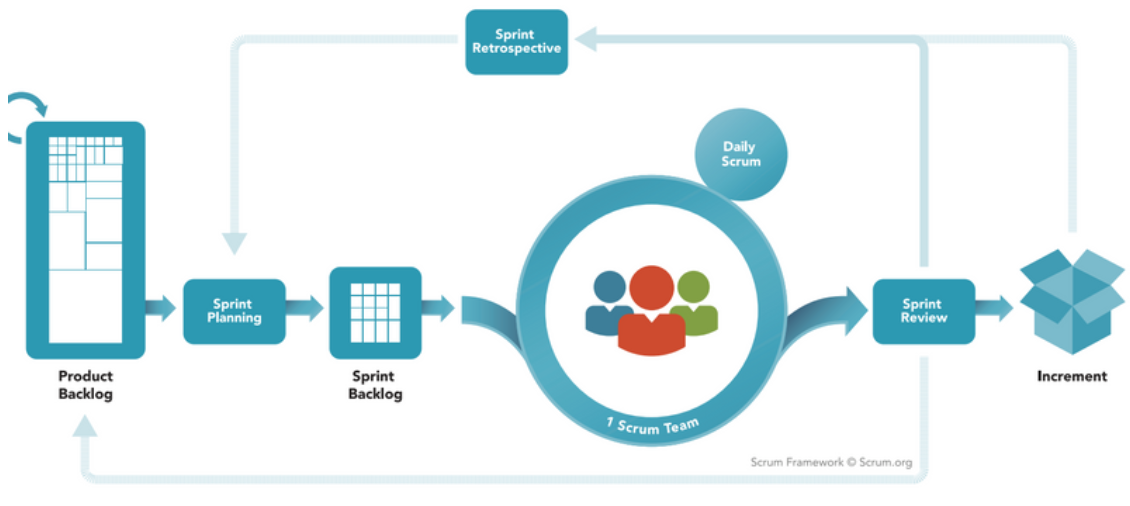 Sprint
Retrospective
Daily
Scrum
Sprint
Planning
Sprint
Review
Product
Backlog
Sprint
Backlog
1 Scrum Team
Increment
Scrum Framework © Scrum.org